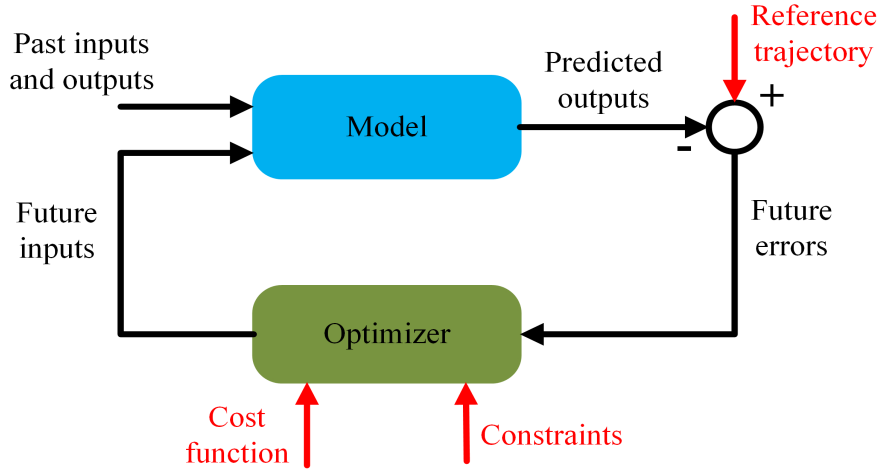 Past inputs
and outputs
Model
Predicted
outputs
Reference
trajectory
+
-
Future
inputs
Future
errors
Optimizer
Cost
function
Constraints